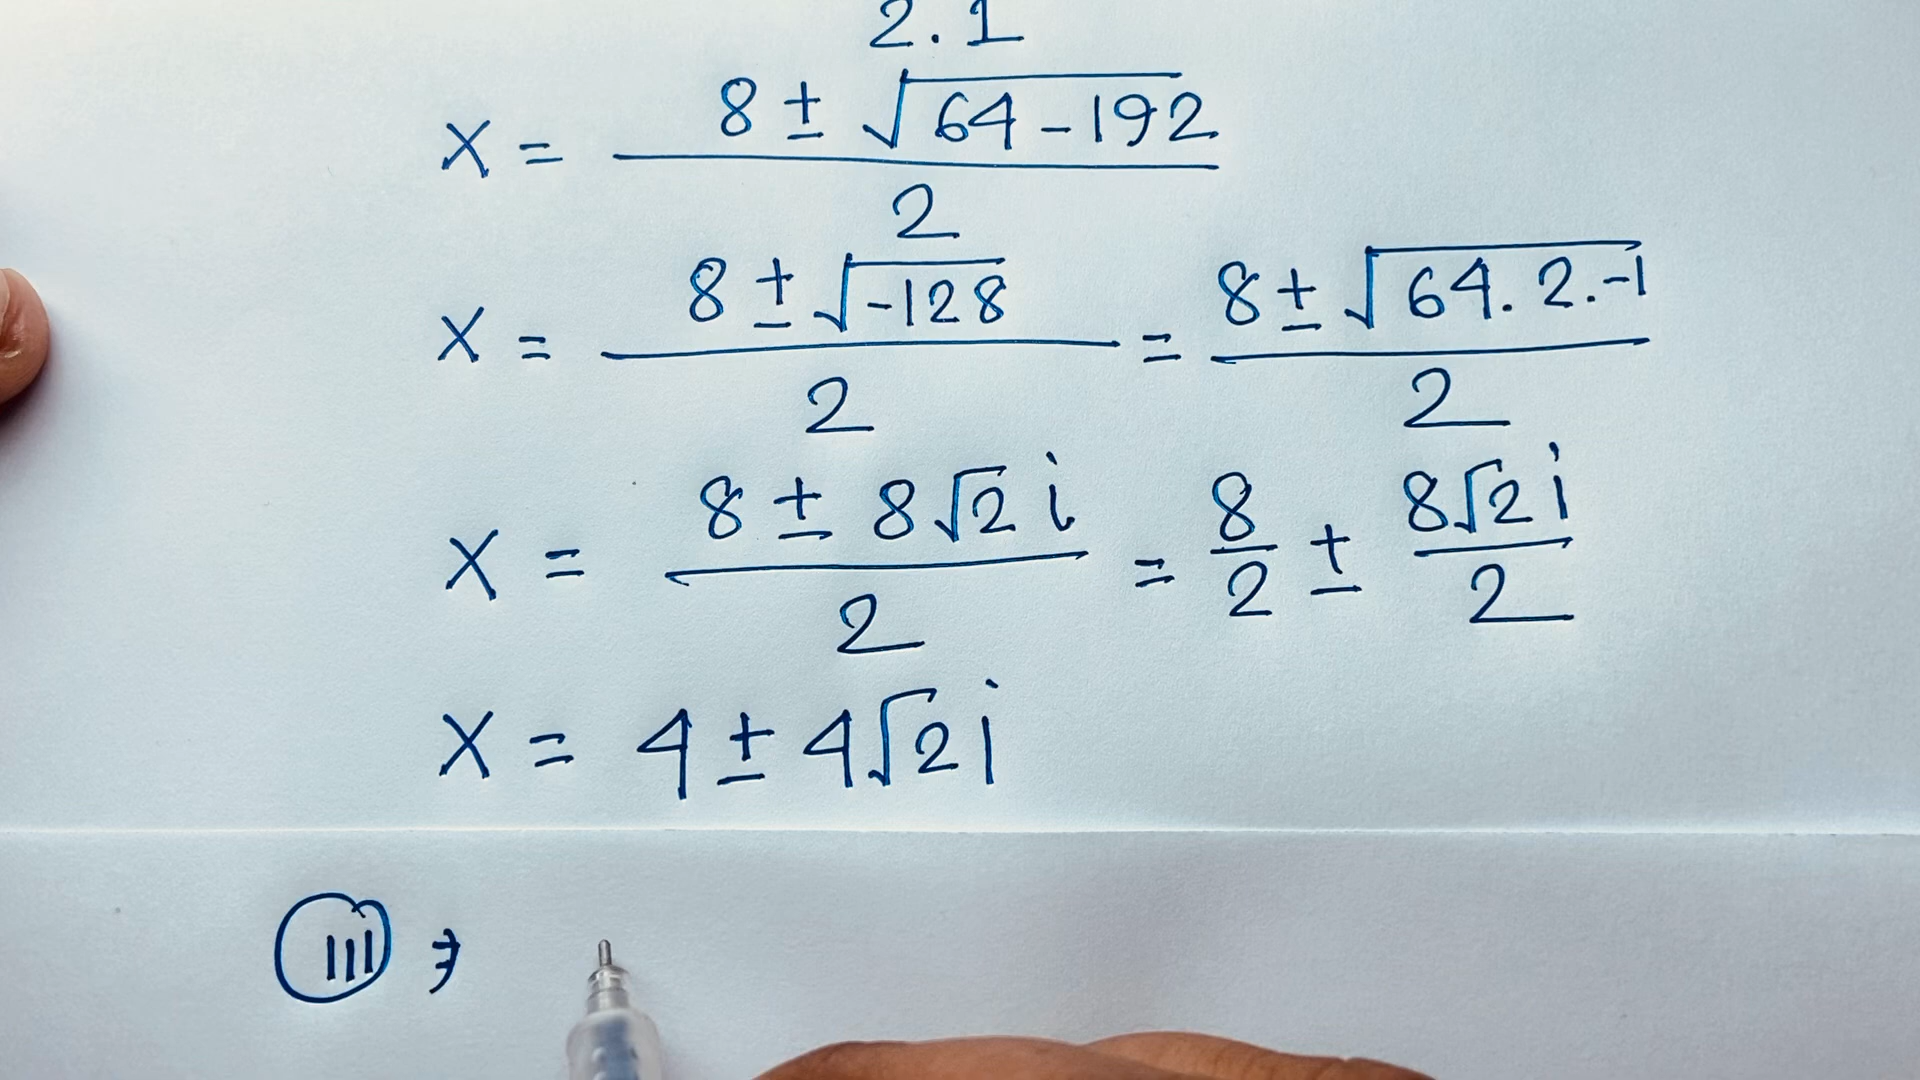 2.1
x = 8 ± √64-192
2
x = 8 ± √-128 = 8 ± √64.2.-1
2 2
x = 8 ± 8√2 i = 8 ± 8√2 i
2 2 2
x = 4 ± 4√2 i
III ⇒